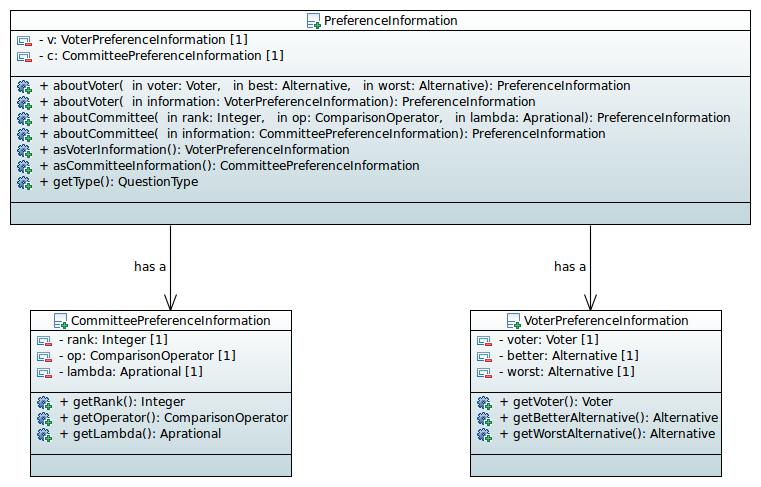 PreferenceInformation
- v: VoterPreferenceInformation [1]
- c: CommitteePreferenceInformation [1]
+ aboutVoter(  in voter: Voter,   in best: Alternative,   in worst: Alternative): PreferenceInformation
+ aboutVoter(  in information: VoterPreferenceInformation): PreferenceInformation
+ aboutCommittee(  in rank: Integer,   in op: ComparisonOperator,   in lambda: Aprational): PreferenceInformation
+ aboutCommittee(  in information: CommitteePreferenceInformation): PreferenceInformation
+ asVoterInformation(): VoterPreferenceInformation
+ asCommitteeInformation(): CommitteePreferenceInformation
+ getType(): QuestionType
has a
has a
CommitteePreferenceInformation
- rank: Integer [1]
- op: ComparisonOperator [1]
- lambda: Aprational [1]
+ getRank(): Integer
+ getOperator(): ComparisonOperator
+ getLambda(): Aprational
VoterPreferenceInformation
- voter: Voter [1]
- better: Alternative [1]
- worst: Alternative [1]
+ getVoter(): Voter
+ getBetterAlternative(): Alternative
+ getWorstAlternative(): Alternative